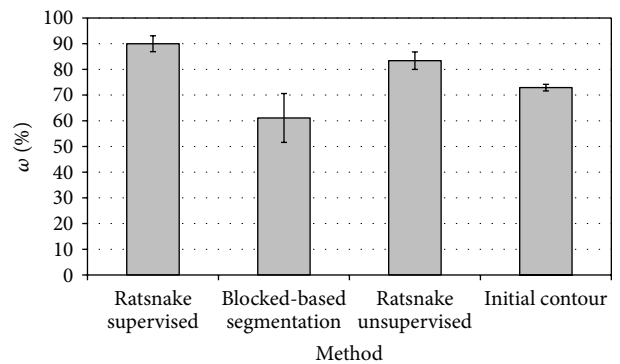 100
90
80
70
60
50
40
30
20
10
0
ω (%)
Ratsnake supervised
Blocked-based segmentation
Ratsnake unsupervised
Initial contour
Method